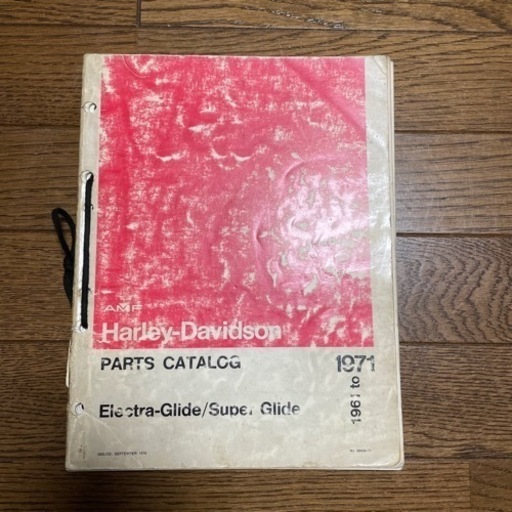 AMF
Harley-Davidson
PARTS CATALOG
1971
Electra-Glide/Super Glide
1961 to